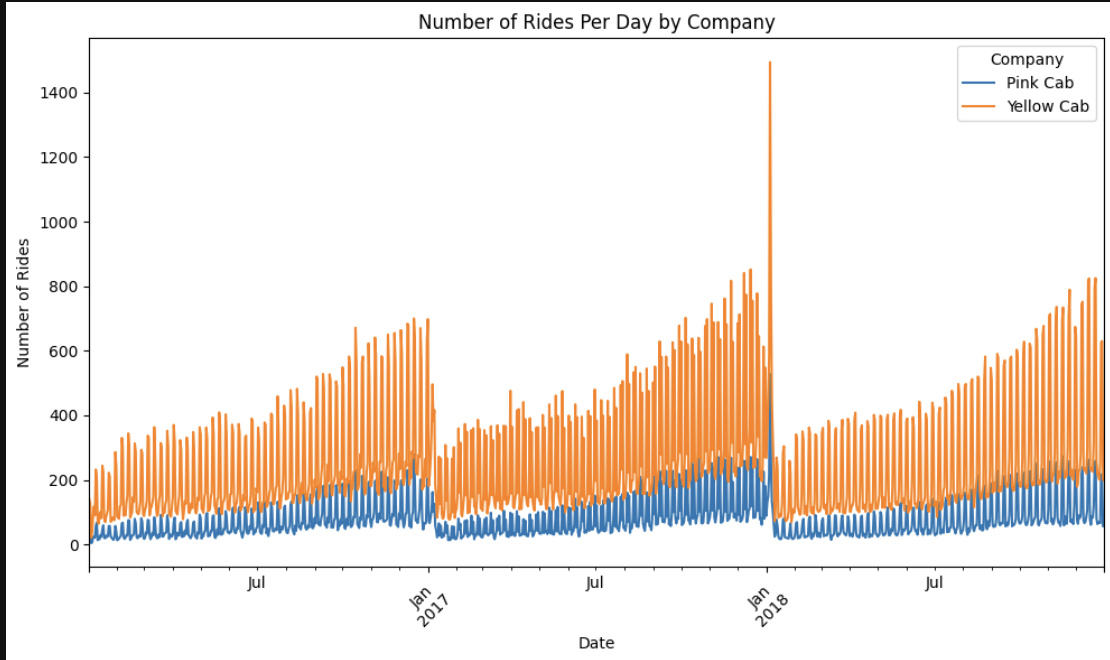 Number of Rides Per Day by Company
Company
Pink Cab
Yellow Cab
Number of Rides
1400
1200
1000
800
600
400
200
0
Jul
Jan
2017
Jul
Jan
2018
Jul
Date